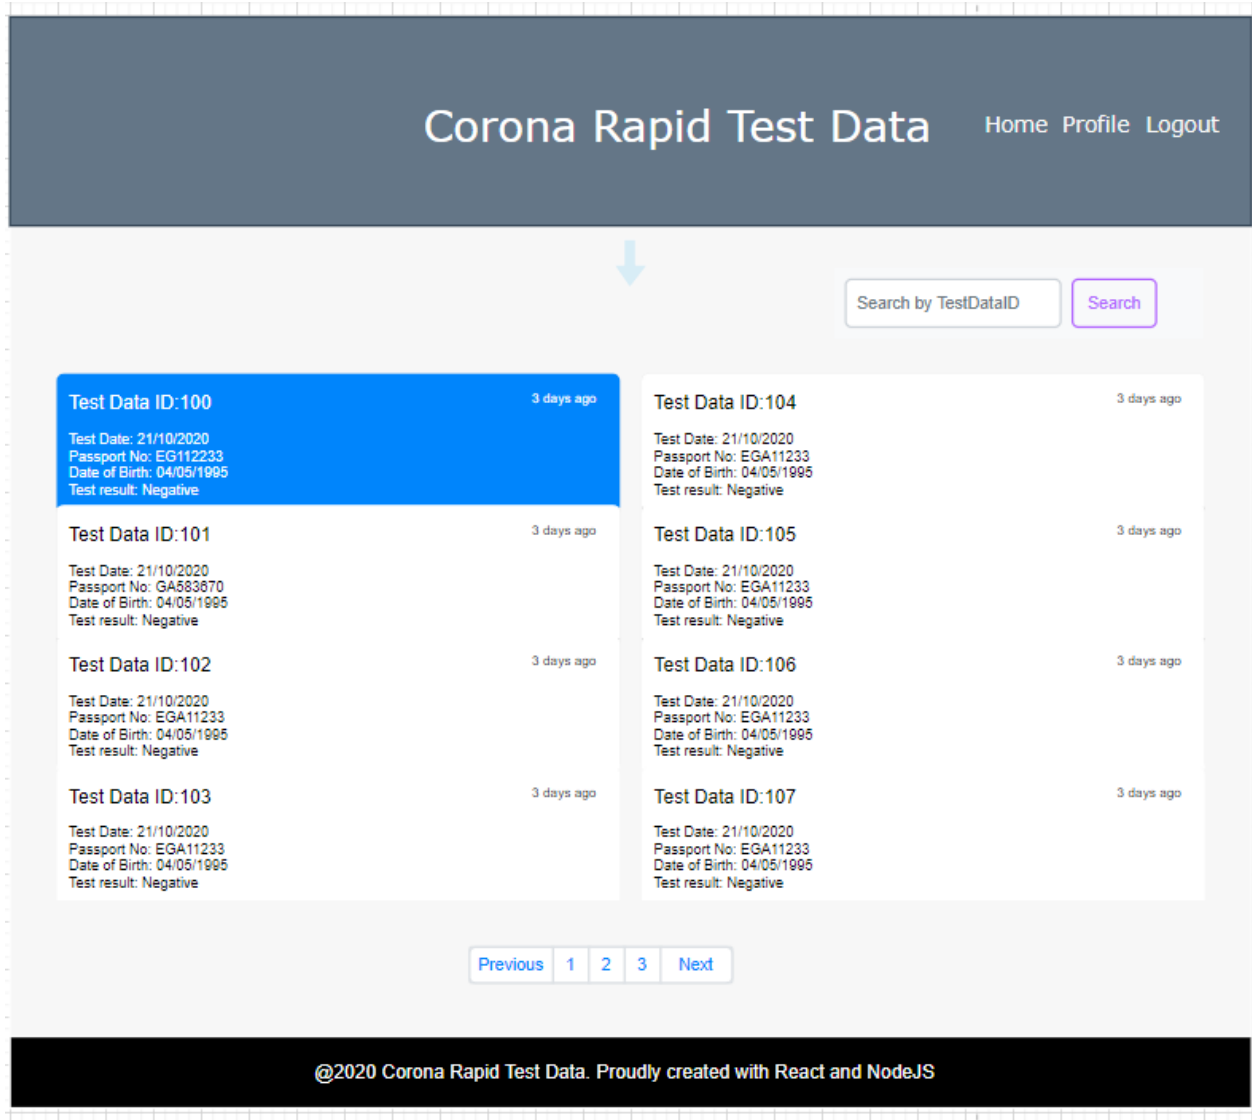 Corona Rapid Test Data
Home Profile Logout
Search by TestDataID
Search
Test Data ID:100
3 days ago
Test Date: 21/10/2020
Passport No: EG112233
Date of Birth: 04/05/1995
Test result: Negative
Test Data ID:101
3 days ago
Test Date: 21/10/2020
Passport No: GA583670
Date of Birth: 04/05/1995
Test result: Negative
Test Data ID:102
3 days ago
Test Date: 21/10/2020
Passport No: EGA11233
Date of Birth: 04/05/1995
Test result: Negative
Test Data ID:103
3 days ago
Test Date: 21/10/2020
Passport No: EGA11233
Date of Birth: 04/05/1995
Test result: Negative
Test Data ID:104
3 days ago
Test Date: 21/10/2020
Passport No: EGA11233
Date of Birth: 04/05/1995
Test result: Negative
Test Data ID:105
3 days ago
Test Date: 21/10/2020
Passport No: EGA11233
Date of Birth: 04/05/1995
Test result: Negative
Test Data ID:106
3 days ago
Test Date: 21/10/2020
Passport No: EGA11233
Date of Birth: 04/05/1995
Test result: Negative
Test Data ID:107
3 days ago
Test Date: 21/10/2020
Passport No: EGA11233
Date of Birth: 04/05/1995
Test result: Negative
Previous 1 2 3 Next
@2020 Corona Rapid Test Data. Proudly created with React and NodeJS